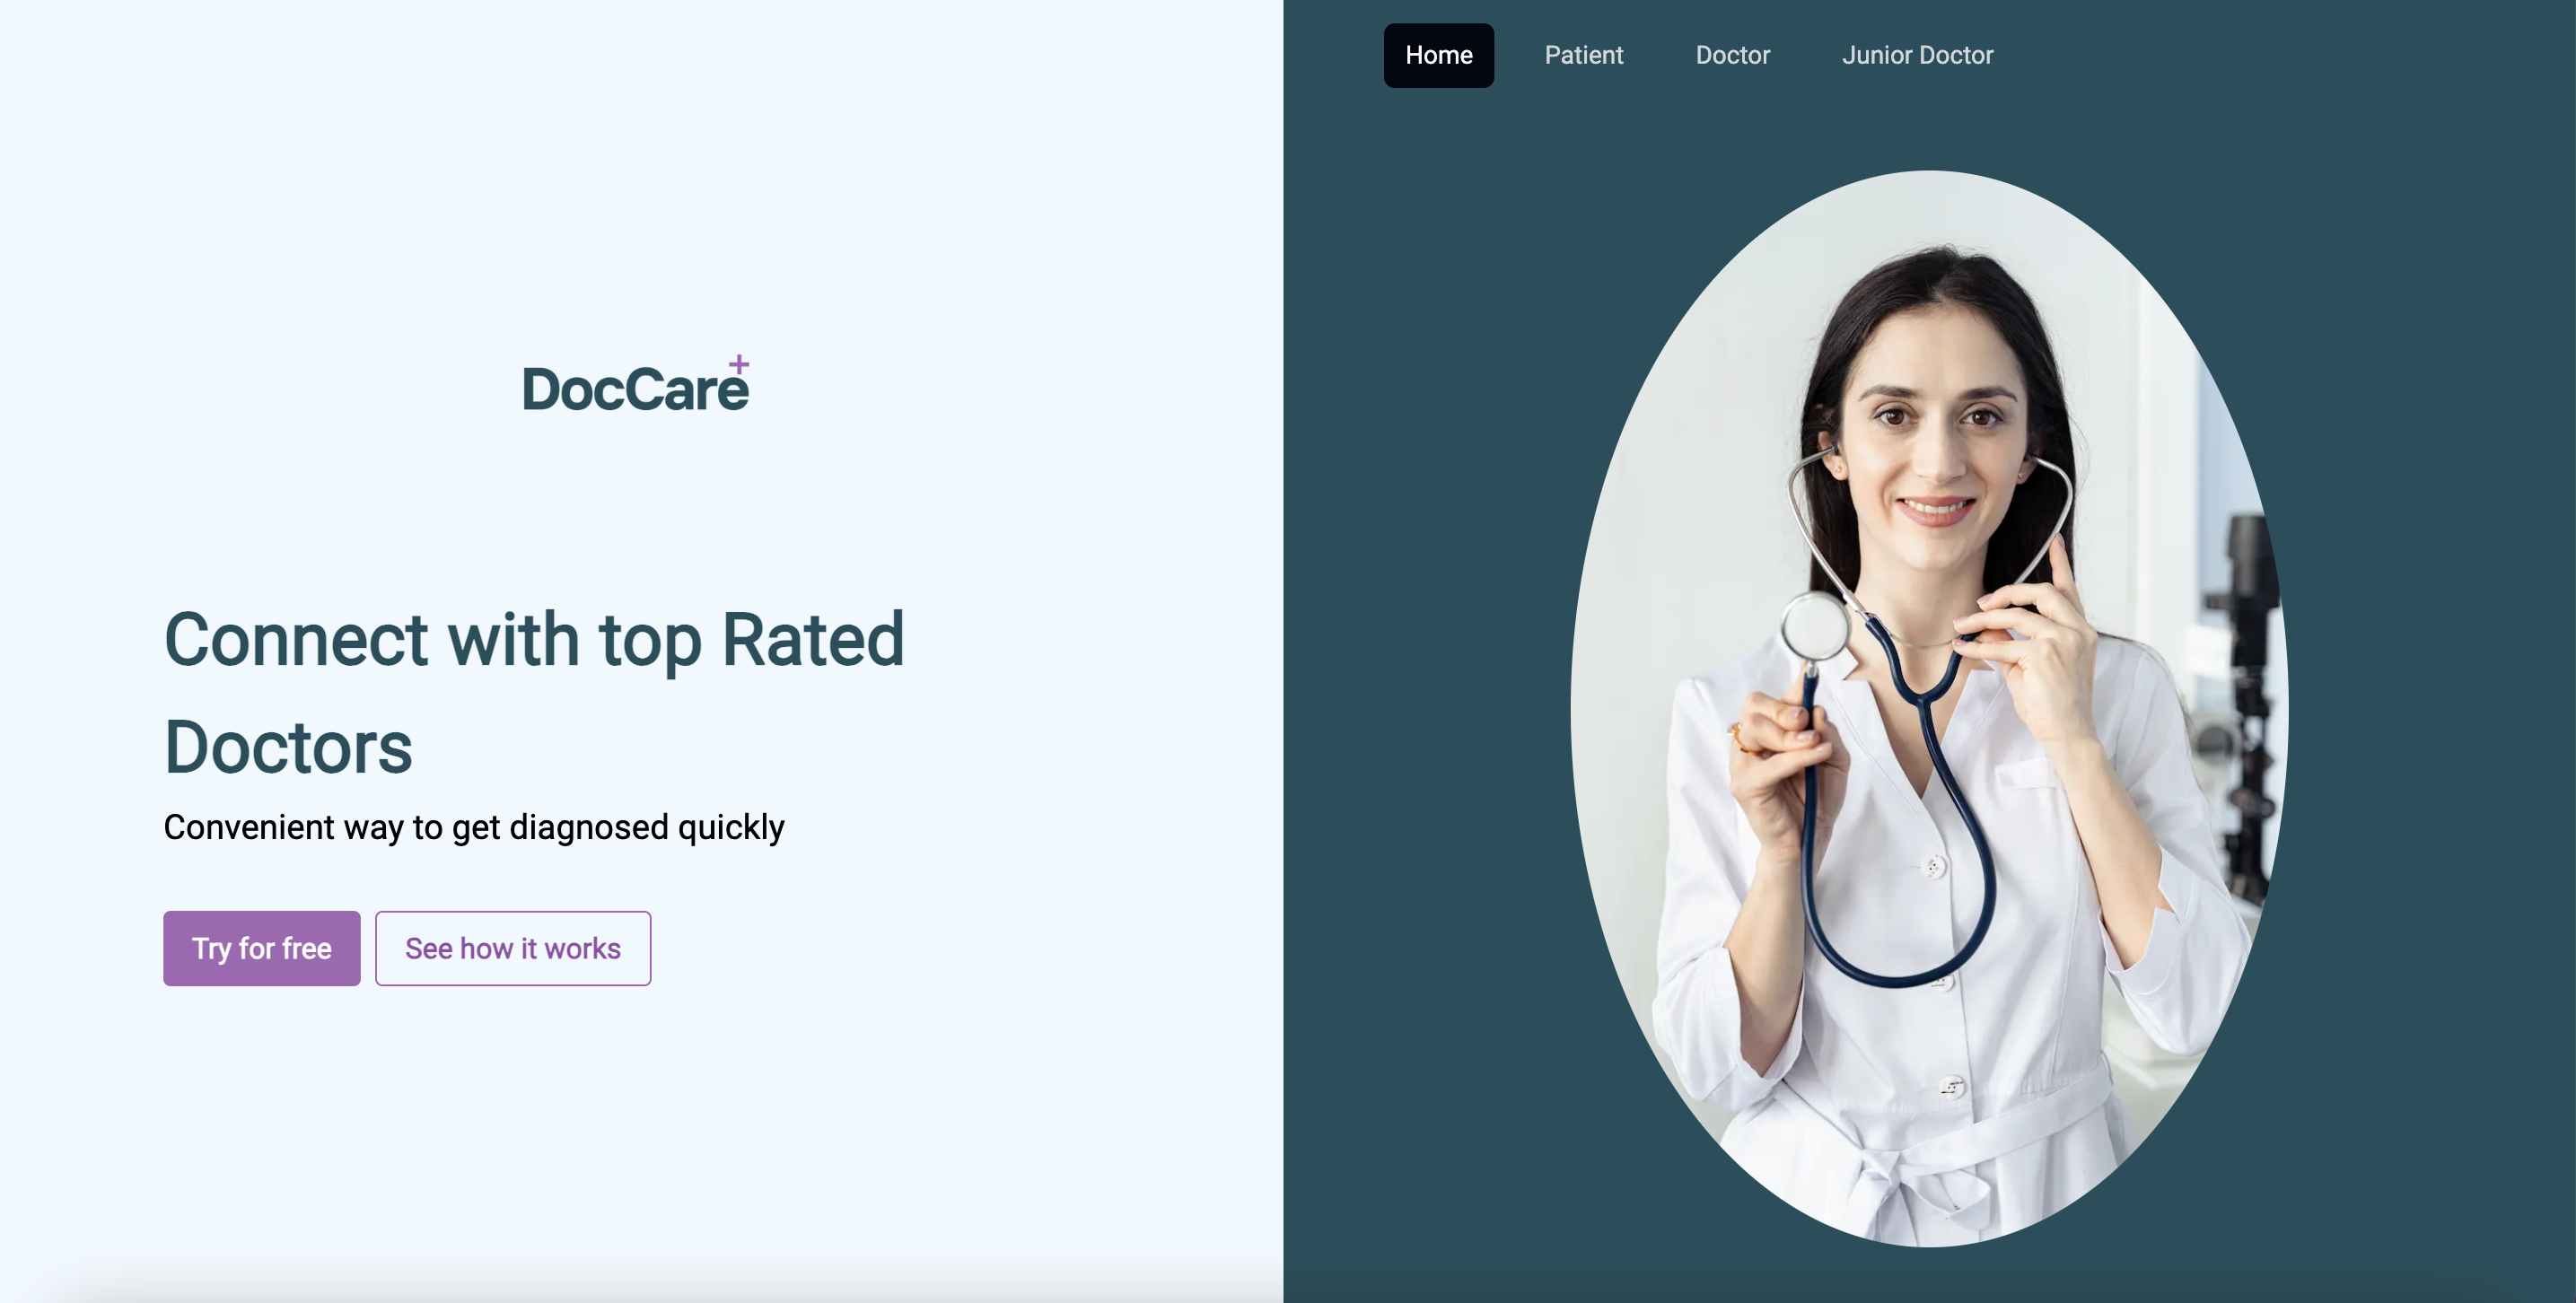 Home Patient Doctor Junior Doctor
DocCare+
Connect with top Rated
Doctors
Convenient way to get diagnosed quickly
Try for free See how it works